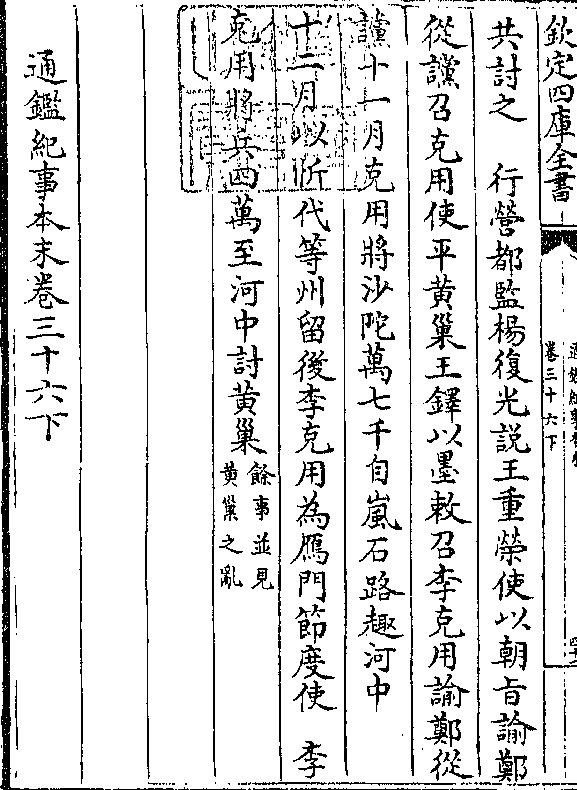 欽定四庫全書
卷三十六下
共討之　行營都監楊復光説王重榮使以朝旨諭鄭
從讜召克用使平黄巢王鐸以墨敕召李克用諭鄭從
讜十一月克用將沙陀萬七千自嵐石路趣河中
十二月以忻代等州留後李克用為鴈門節度使　李
克用將兵四萬至河中討黄巢餘事並見
黄巢之亂
通鑑紀事本末卷三十六下